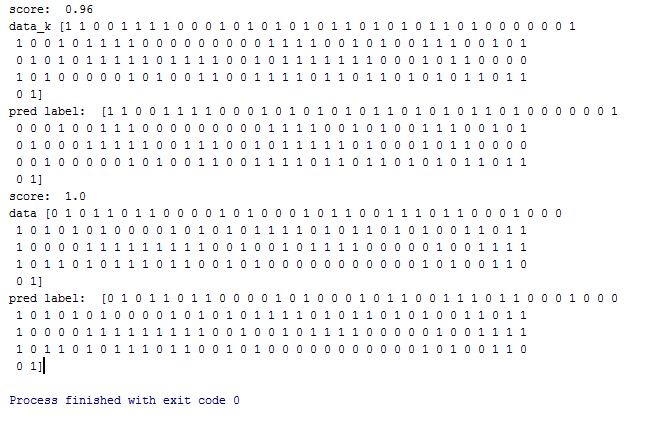 score: 0.96
data_k [1 1 0 0 1 1 1 1 0 0 0 1 0 1 0 1 0 1 0 1 1 0 1 0 1 0 1 1 0 1 0 0 0 0 0 0 1
1 0 0 1 0 1 1 1 1 0 0 0 0 0 0 0 0 0 1 1 1 1 0 0 1 0 1 0 0 1 1 1 0 0 1 0 1
0 1 0 1 0 1 1 1 1 1 0 1 1 1 1 0 0 1 1 1 1 1 0 0 0 1 0 1 0 0 0 1 0 1 1 0 0 0 0
1 0 1 0 0 0 0 0 1 0 1 0 0 1 1 0 0 1 1 1 1 0 1 1 0 1 1 0 1 0 1 0 1 1 0 1 1
0 1]
pred label: [1 1 0 0 1 1 1 1 0 0 0 1 0 1 0 1 0 1 0 1 1 0 1 0 1 0 1 1 0 1 0 0 0 0 0 0 1
0 0 0 1 0 0 1 1 1 0 0 0 0 0 0 0 0 0 1 1 1 1 0 0 1 0 1 0 0 1 1 1 0 0 1 0 1
0 1 0 0 0 1 1 1 1 0 1 1 1 1 0 0 1 1 1 1 1 0 0 0 1 0 1 0 0 0 1 0 1 1 0 0 0 0
0 0 1 0 0 0 0 0 1 0 1 0 0 1 1 0 0 1 1 1 1 0 1 1 0 1 1 0 1 0 1 0 1 1 0 1 1
0 1]
score: 1.0
data [0 1 0 1 1 0 1 1 0 0 0 0 1 0 1 0 0 0 1 0 1 1 0 0 1 1 1 0 1 1 0 0 0 1 0 0 0
1 0 1 0 1 0 1 0 0 0 0 1 0 1 0 1 0 1 1 1 1 0 1 0 1 0 1 0 1 0 0 1 1 0 1 1
1 0 0 0 0 1 1 1 1 1 1 1 1 1 0 0 1 0 0 1 0 1 1 1 1 0 0 0 0 0 1 0 0 1 1 1 1
1 0 1 1 0 1 0 1 1 1 0 1 1 0 0 1 0 1 0 0 0 0 0 0 0 0 0 0 0 1 0 1 0 0 1 1 0
0 1]
pred label: [0 1 0 1 1 0 1 1 0 0 0 0 1 0 1 0 0 0 1 0 1 1 0 0 1 1 1 0 1 1 0 0 0 1 0 0 0
1 0 1 0 1 0 1 0 0 0 0 1 0 1 0 1 0 1 1 1 1 0 1 0 1 0 1 0 1 0 0 1 1 0 1 1
1 0 0 0 0 1 1 1 1 1 1 1 1 1 0 0 1 0 0 1 0 1 1 1 1 0 0 0 0 0 1 0 0 1 1 1 1
1 0 1 1 0 1 0 1 1 1 0 1 1 0 0 1 0 1 0 0 0 0 0 0 0 0 0 0 0 1 0 1 0 0 1 1 0
0 1]
Process finished with exit code 0